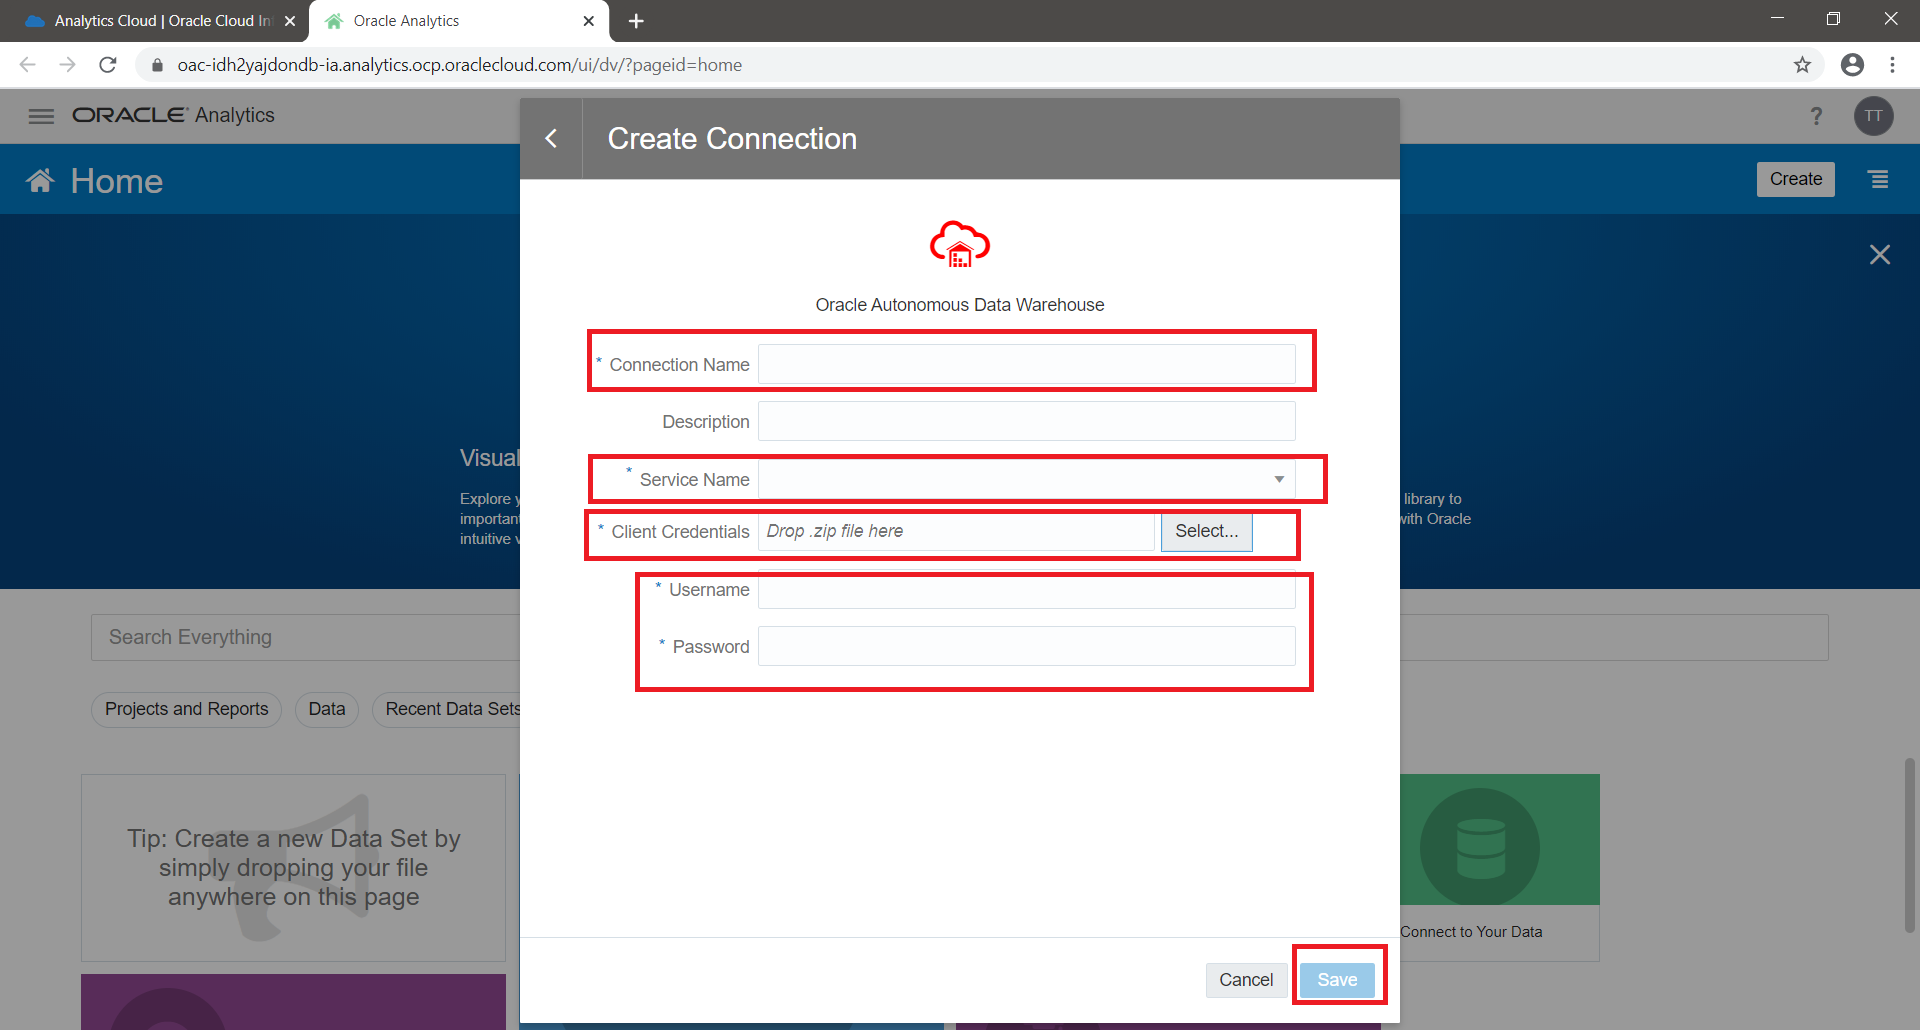 Analytics Cloud | Oracle Cloud In
Oracle Analytics
oac-idh2yajdondb-ia.analytics.ocp.oraclecloud.com/ui/dv/?pageid=home
ORACLE Analytics
?
TT
Home
Create
Create Connection
Oracle Autonomous Data Warehouse
* Connection Name
Description
* Service Name
* Client Credentials Drop .zip file here Select...
* Username
* Password
Visual
Explore y
important
intuitive v
library to
with Oracle
Search Everything
Projects and Reports
Data
Recent Data Sets
Tip: Create a new Data Set by
simply dropping your file
anywhere on this page
Connect to Your Data
Cancel
Save